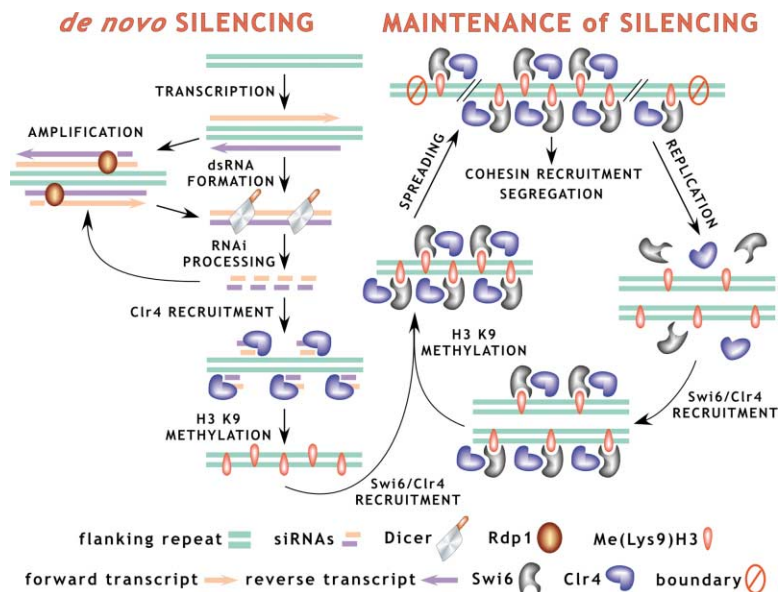 de novo SILENCING
MAINTENANCE of SILENCING
TRANSCRIPTION
AMPLIFICATION
dsRNA
FORMATION
RNAi
PROCESSING
Clr4 RECRUITMENT
H3 K9
METHYLATION
Swi6/Clr4
RECRUITMENT
SPREADING
COHESIN RECRUITMENT
SEGREGATION
REPLICATION
H3 K9
METHYLATION
Swi6/Clr4
RECRUITMENT
flanking repeat siRNAs Dicer Rdp1 Me(Lys9)H3
forward transcript reverse transcript Swi6 Clr4 boundary